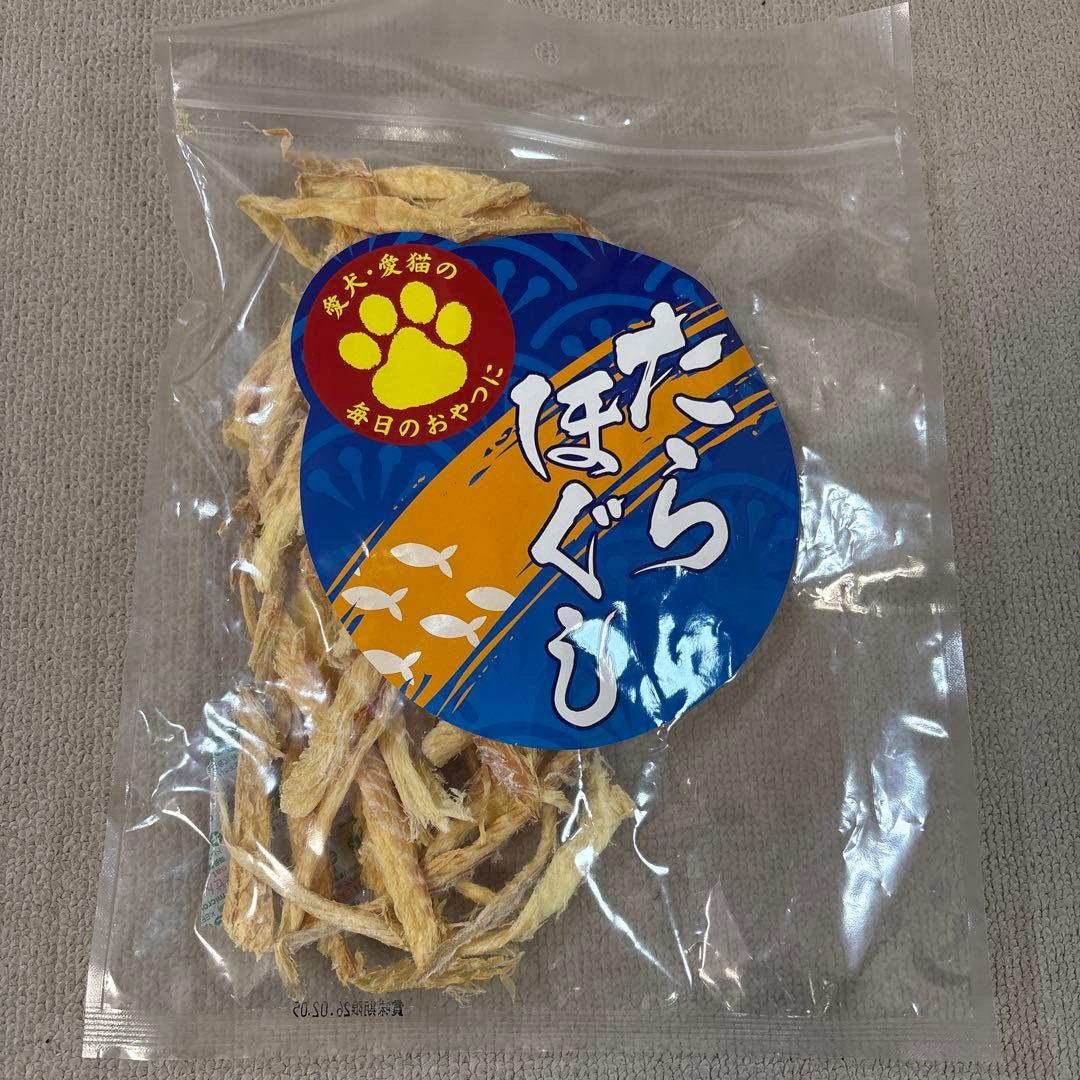 愛犬・愛猫の
毎日のおやつに
たら
ほぐし
賞味期限26.02.05